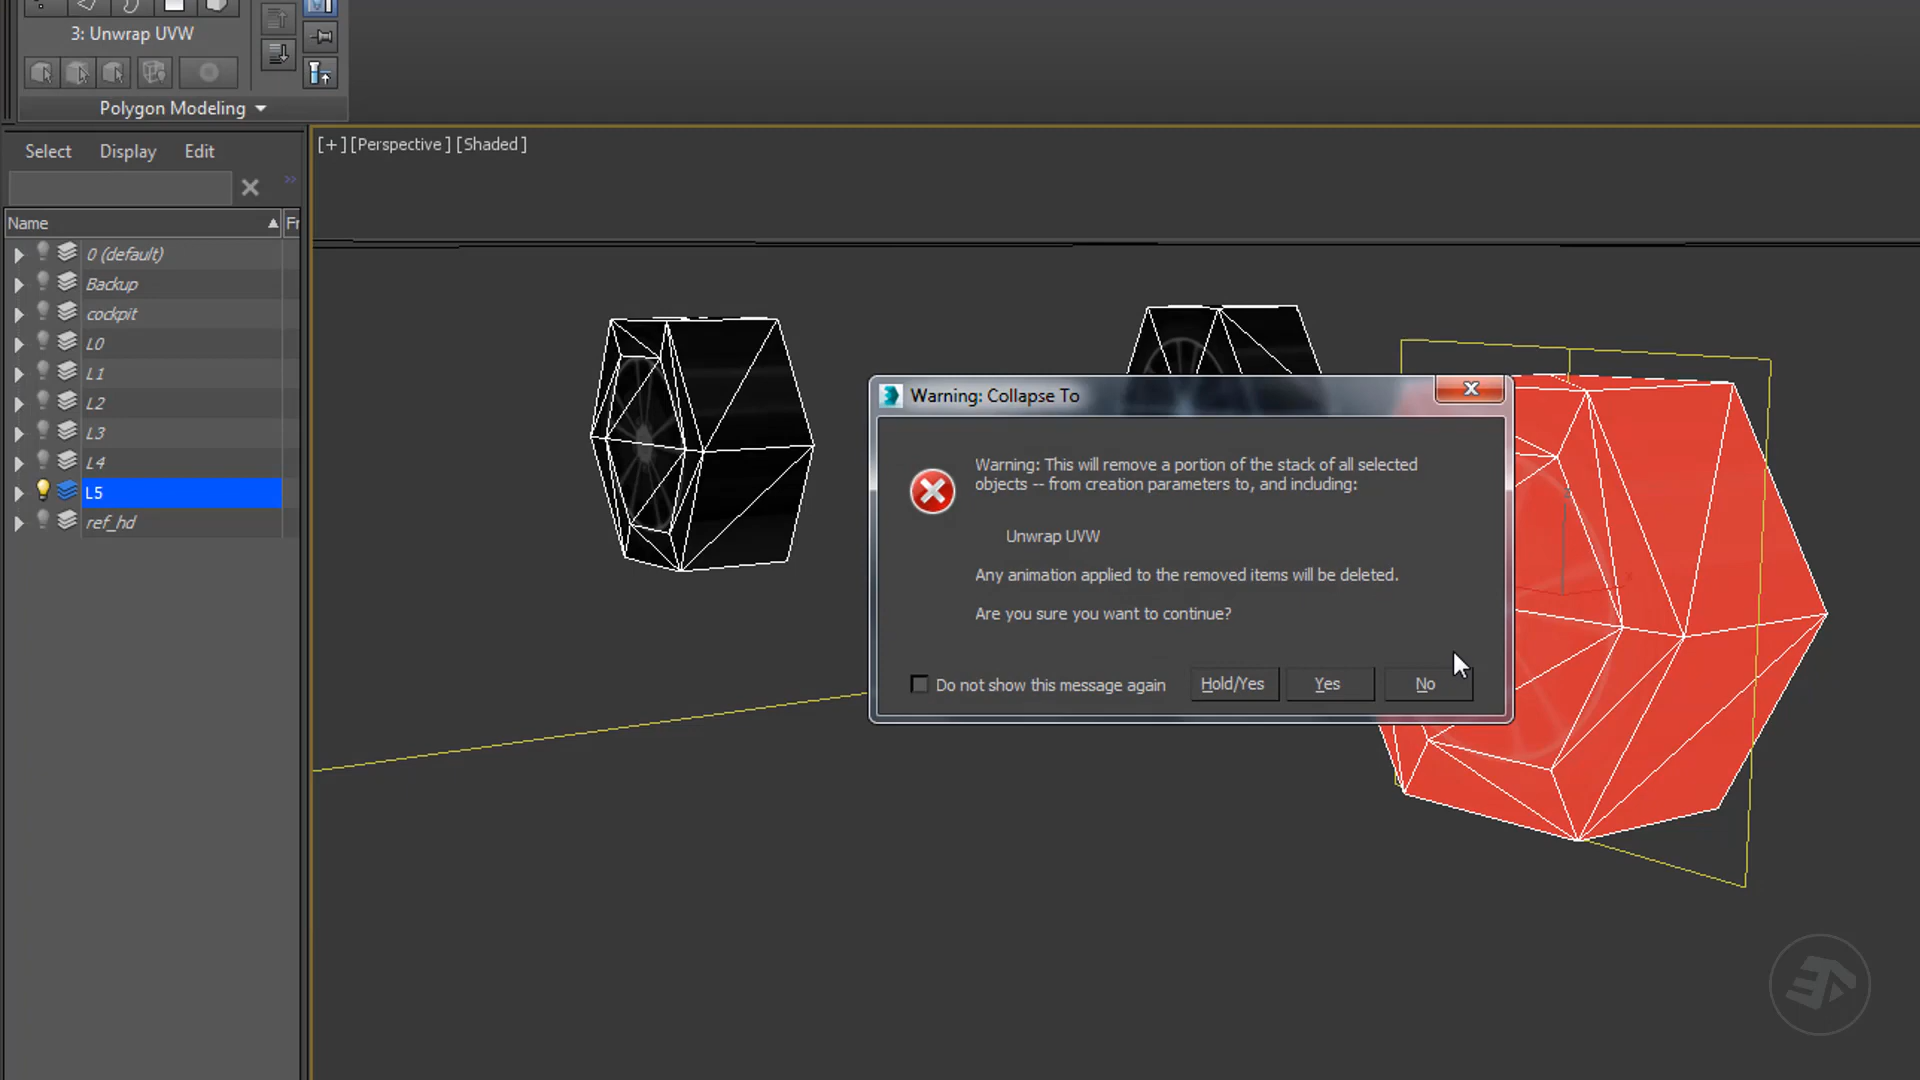 3: Unwrap UVW
Polygon Modeling
Select Display Edit
Name Fr
0 (default)
Backup
cockpit
L0
L1
L2
L3
L4
L5
ref_hd
[+] [Perspective] [Shaded]
Warning: Collapse To
Warning: This will remove a portion of the stack of all selected
objects -- from creation parameters to, and including:
Unwrap UVW
Any animation applied to the removed items will be deleted.
Are you sure you want to continue?
Do not show this message again Hold/Yes Yes No